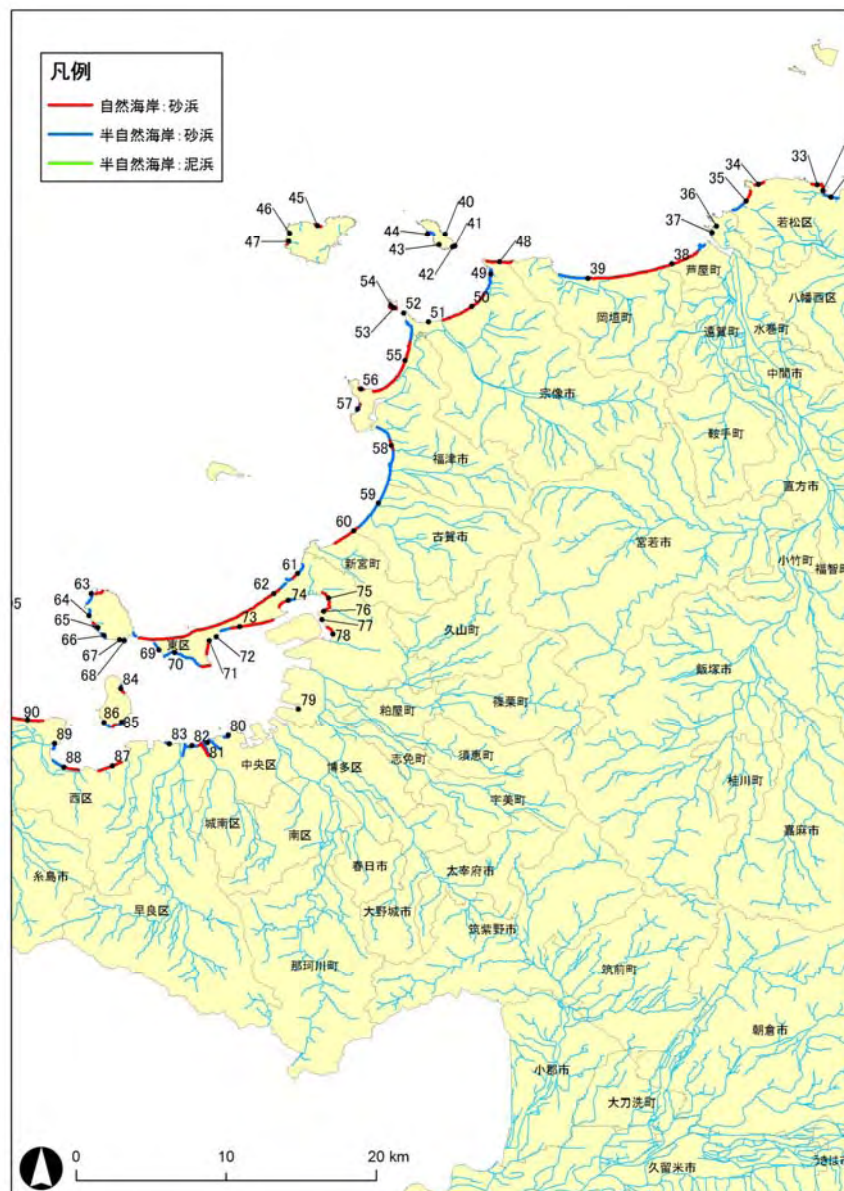 凡例
自然海岸:砂浜
半自然海岸:砂浜
半自然海岸:泥浜
34
33
35
36
37
若松区
45
46
47
40
41
44
43
42
48
49
39
38
芦屋町
八幡西区
54
52
53
51
50
岡垣町
遠賀町
水巻町
中間市
55
56
57
宗像市
鞍手町
58
福津市
直方市
59
60
古賀市
宮若市
小竹町
福智町
新宮町
61
62
63
64
65
66
67
68
74
75
76
77
78
73
東区
69
70
71
72
久山町
飯塚市
84
86
85
79
粕屋町
篠栗町
90
89
88
87
83
82
81
80
中央区
博多区
志免町
須恵町
西区
宇美町
桂川町
城南区
南区
嘉麻市
春日市
太宰府市
糸島市
早良区
大野城市
筑紫野市
那珂川町
筑前町
朝倉市
小郡市
大刀洗町
久留米市
0 10 20 km